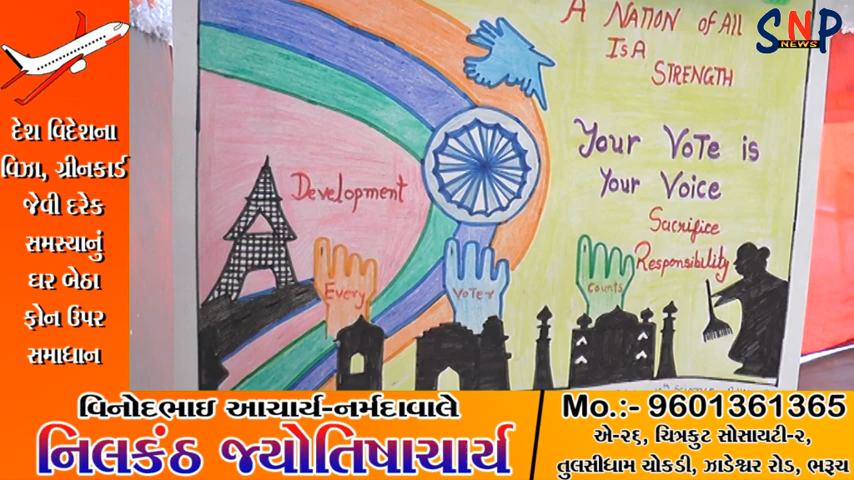 SNP
NEWS
દેશ વિદેશના
વિઝા, ગ્રીનકાર્ડ
જેવી દરેક
સમસ્યાનું
ઘર બેઠા
ફોન ઉપર
સમાધાન
A NATION of ALL
IS A
STRENGTH
YOUR VOTE is
YOUR VOICE
Sacrifice
Responsibility
Development
Every
VOTER
Counts
વિનોદભાઇ આચાર્ય-નર્મદાવાલે
નિલકંઠ જ્યોતિષાચાર્ય
Mo.:- 9601361365
એ-૨૬, ચિત્રકુટ સોસાયટી-૨,
તુલસીધામ ચોકડી, ઝાડેશ્વર રોડ, ભરૂચ